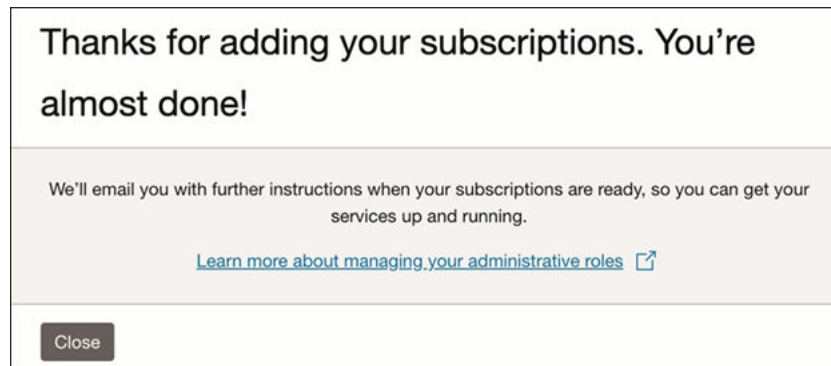 Thanks for adding your subscriptions. You’re
almost done!
We’ll email you with further instructions when your subscriptions are ready, so you can get your
services up and running.
Learn more about managing your administrative roles
Close